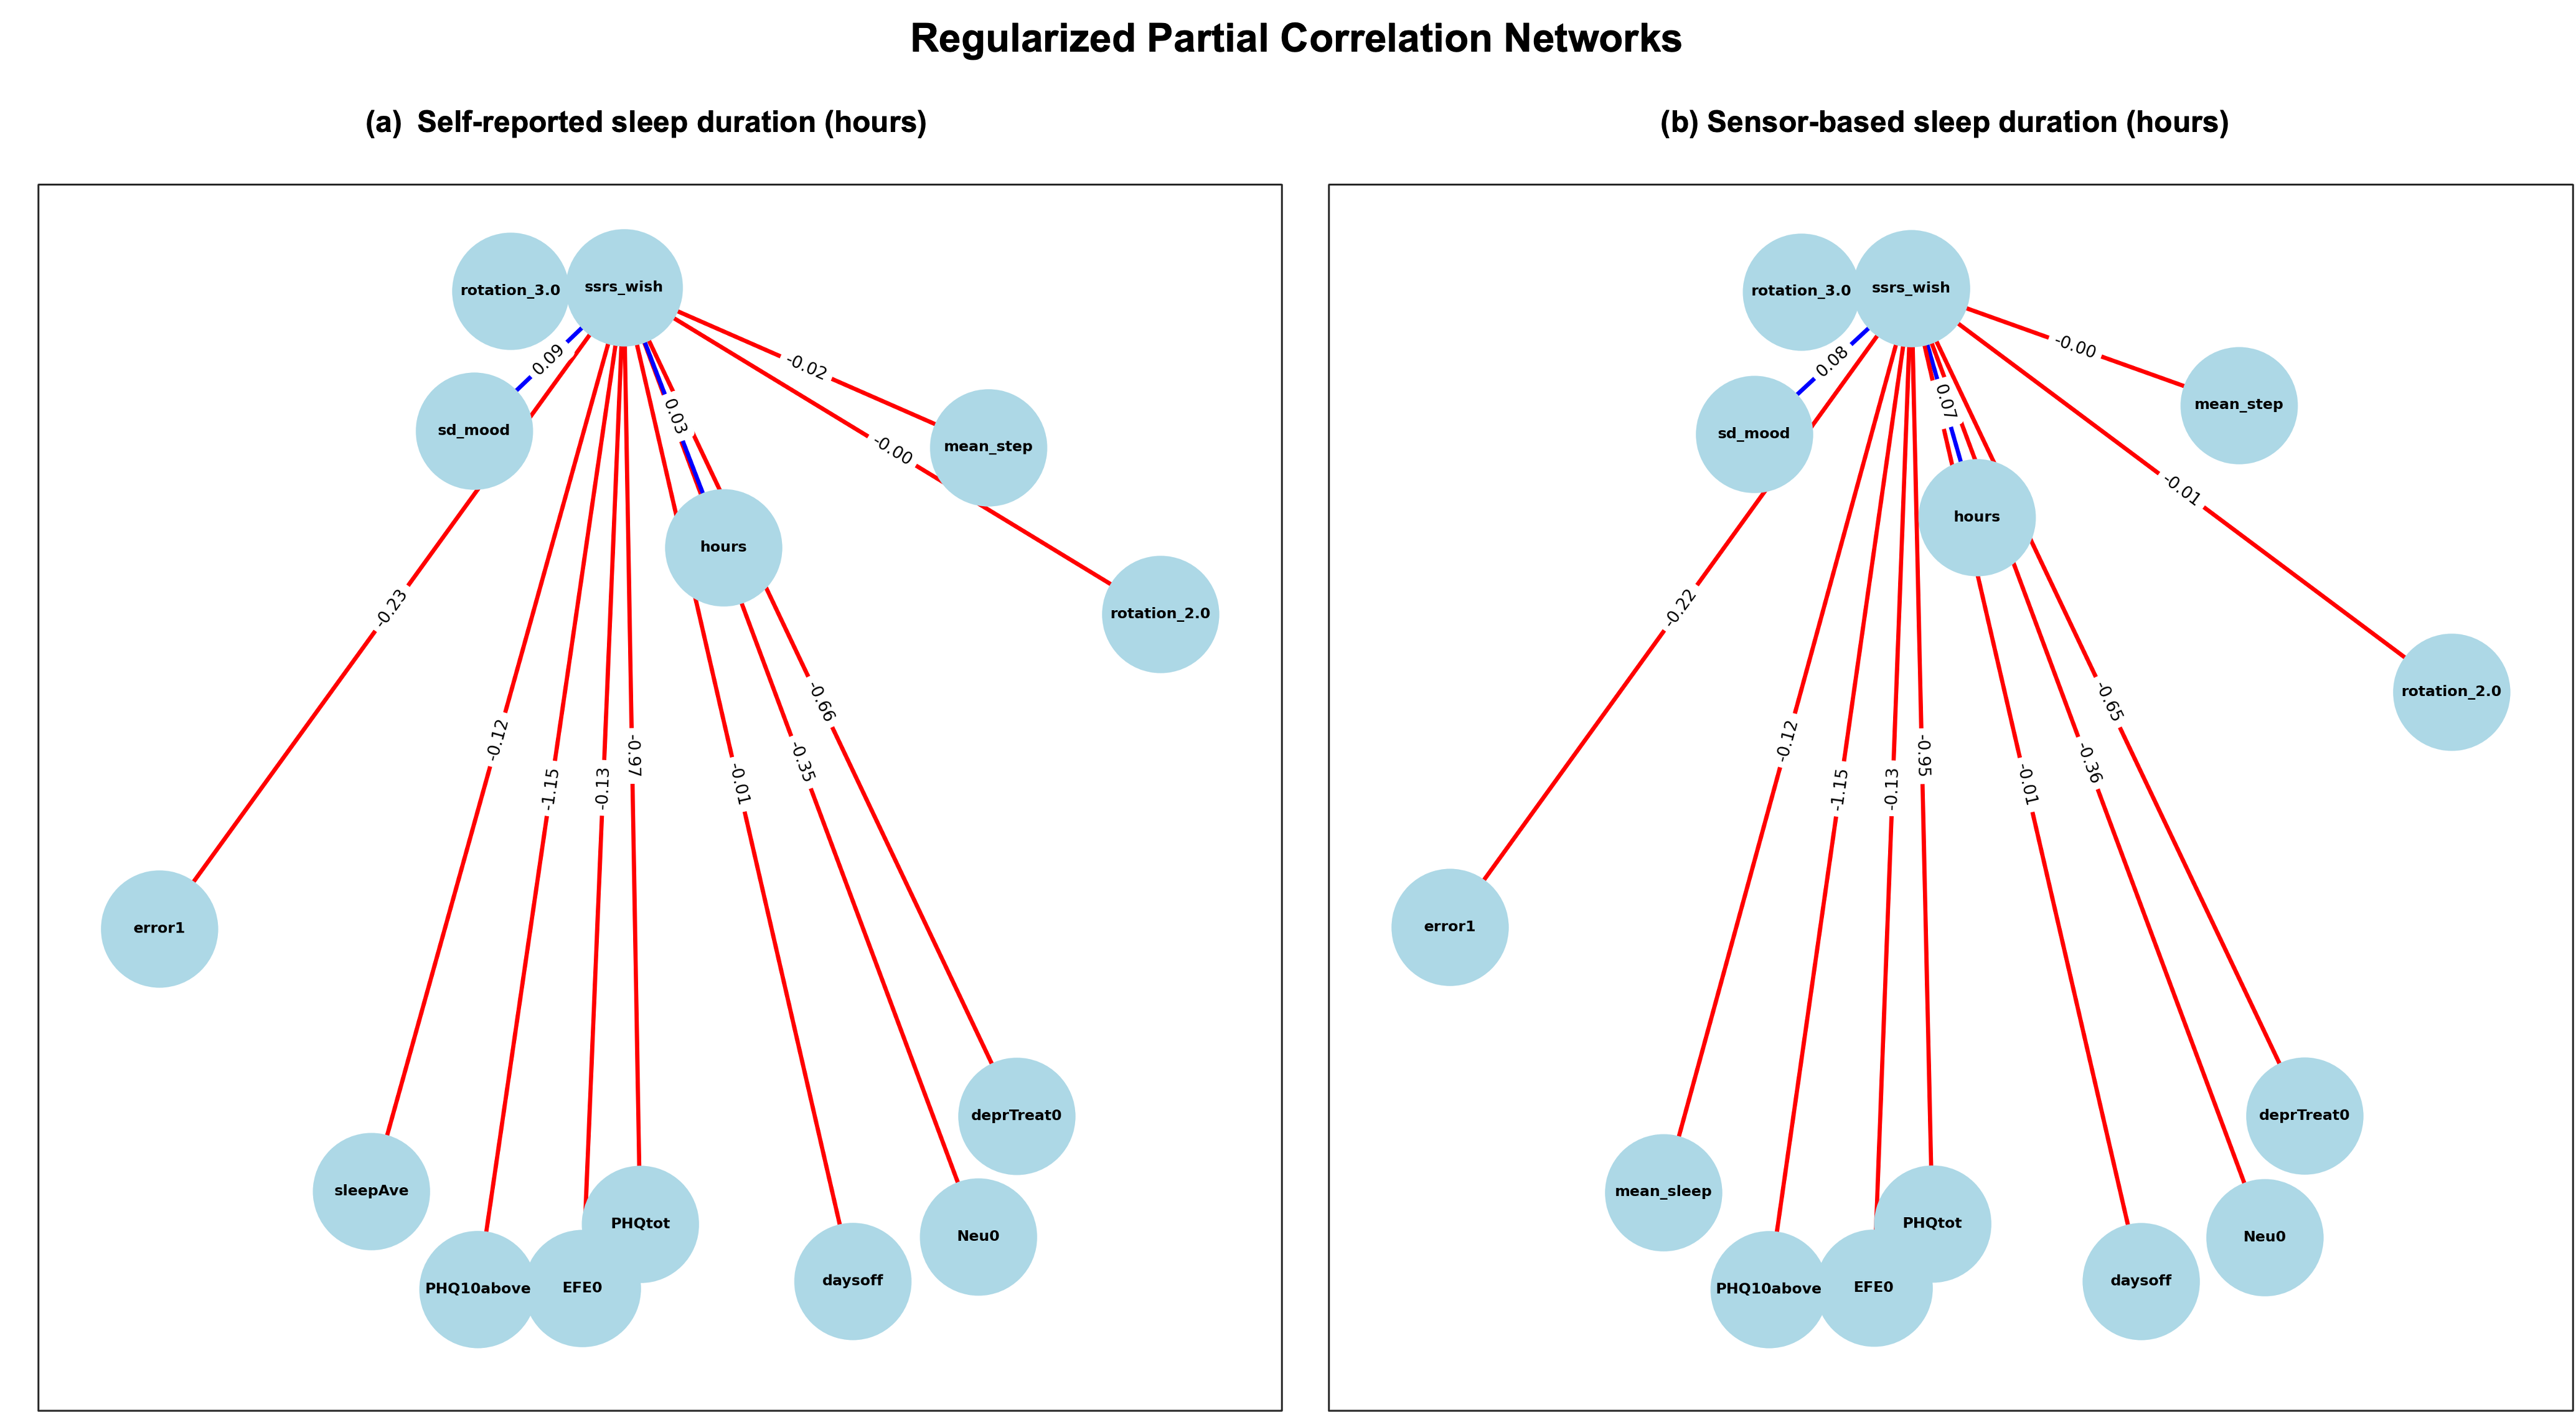 Regularized Partial Correlation Networks
(a)  Self-reported sleep duration (hours)
rotation_3.0
ssrs_wish
0.09
-0.02
0.03
sd_mood
mean_step
-0.00
hours
-0.23
rotation_2.0
-0.66
-0.12
-1.15
-0.13
-0.97
-0.01
-0.35
error1
deprTreat0
sleepAve
PHQtot
Neu0
PHQ10above
EFE0
daysoff
(b) Sensor-based sleep duration (hours)
rotation_3.0
ssrs_wish
0.08
-0.00
0.07
mean_step
sd_mood
-0.01
hours
-0.22
rotation_2.0
-0.65
-0.12
-1.15
-0.13
-0.95
-0.01
-0.36
error1
deprTreat0
mean_sleep
PHQtot
Neu0
PHQ10above
EFE0
daysoff